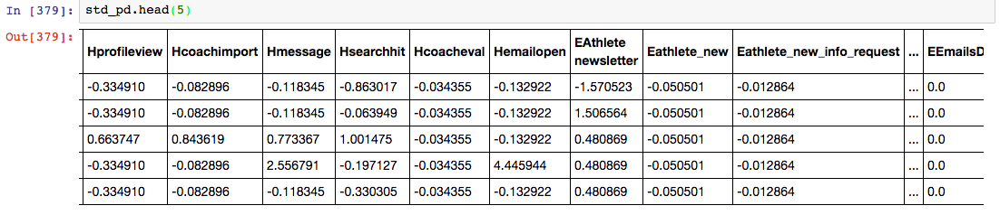 In [379]: std_pd.head(5)
Out[379]:
Hprofileview Hcoachimport Hmessage Hsearchhit Hcoacheval Hemailopen EAthlete newsletter Eathlete_new Eathlete_new_info_request ... EEmailsD
-0.334910 -0.082896 -0.118345 -0.863017 -0.034355 -0.132922 -1.570523 -0.050501 -0.012864 ... 0.0
-0.334910 -0.082896 -0.118345 -0.063949 -0.034355 -0.132922 1.506564 -0.050501 -0.012864 ... 0.0
0.663747 0.843619 0.773367 1.001475 -0.034355 -0.132922 0.480869 -0.050501 -0.012864 ... 0.0
-0.334910 -0.082896 2.556791 -0.197127 -0.034355 4.445944 0.480869 -0.050501 -0.012864 ... 0.0
-0.334910 -0.082896 -0.118345 -0.330305 -0.034355 -0.132922 0.480869 -0.050501 -0.012864 ... 0.0